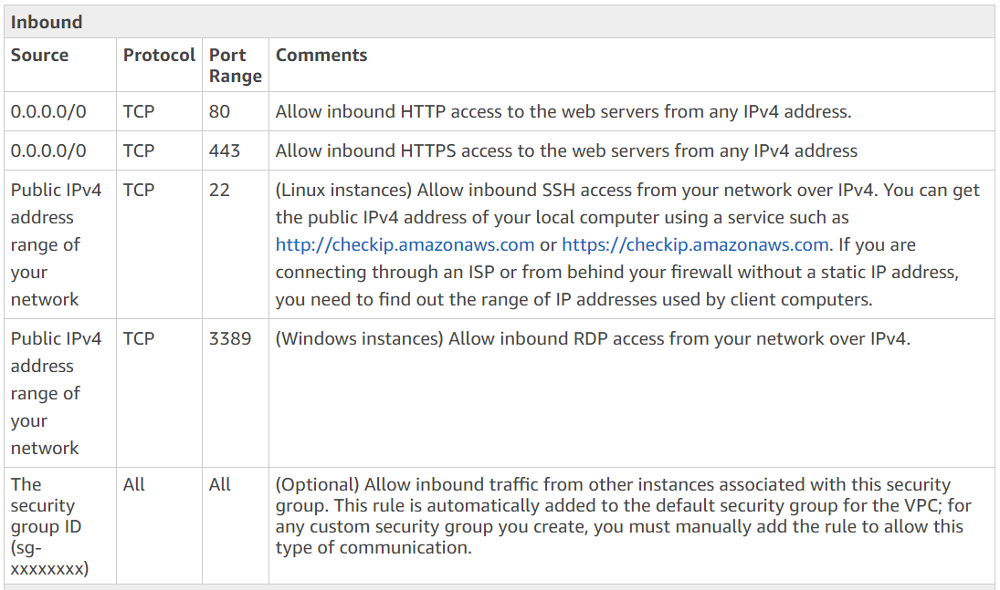 Inbound
Source Protocol Port Range Comments
0.0.0.0/0 TCP 80 Allow inbound HTTP access to the web servers from any IPv4 address.
0.0.0.0/0 TCP 443 Allow inbound HTTPS access to the web servers from any IPv4 address
Public IPv4 address range of your network TCP 22 (Linux instances) Allow inbound SSH access from your network over IPv4. You can get
the public IPv4 address of your local computer using a service such as
http://checkip.amazonaws.com or https://checkip.amazonaws.com. If you are
connecting through an ISP or from behind your firewall without a static IP address,
you need to find out the range of IP addresses used by client computers.
Public IPv4 address range of your network TCP 3389 (Windows instances) Allow inbound RDP access from your network over IPv4.
The security group ID (sg-xxxxxxxx) All All (Optional) Allow inbound traffic from other instances associated with this security
group. This rule is automatically added to the default security group for the VPC; for
any custom security group you create, you must manually add the rule to allow this
type of communication.